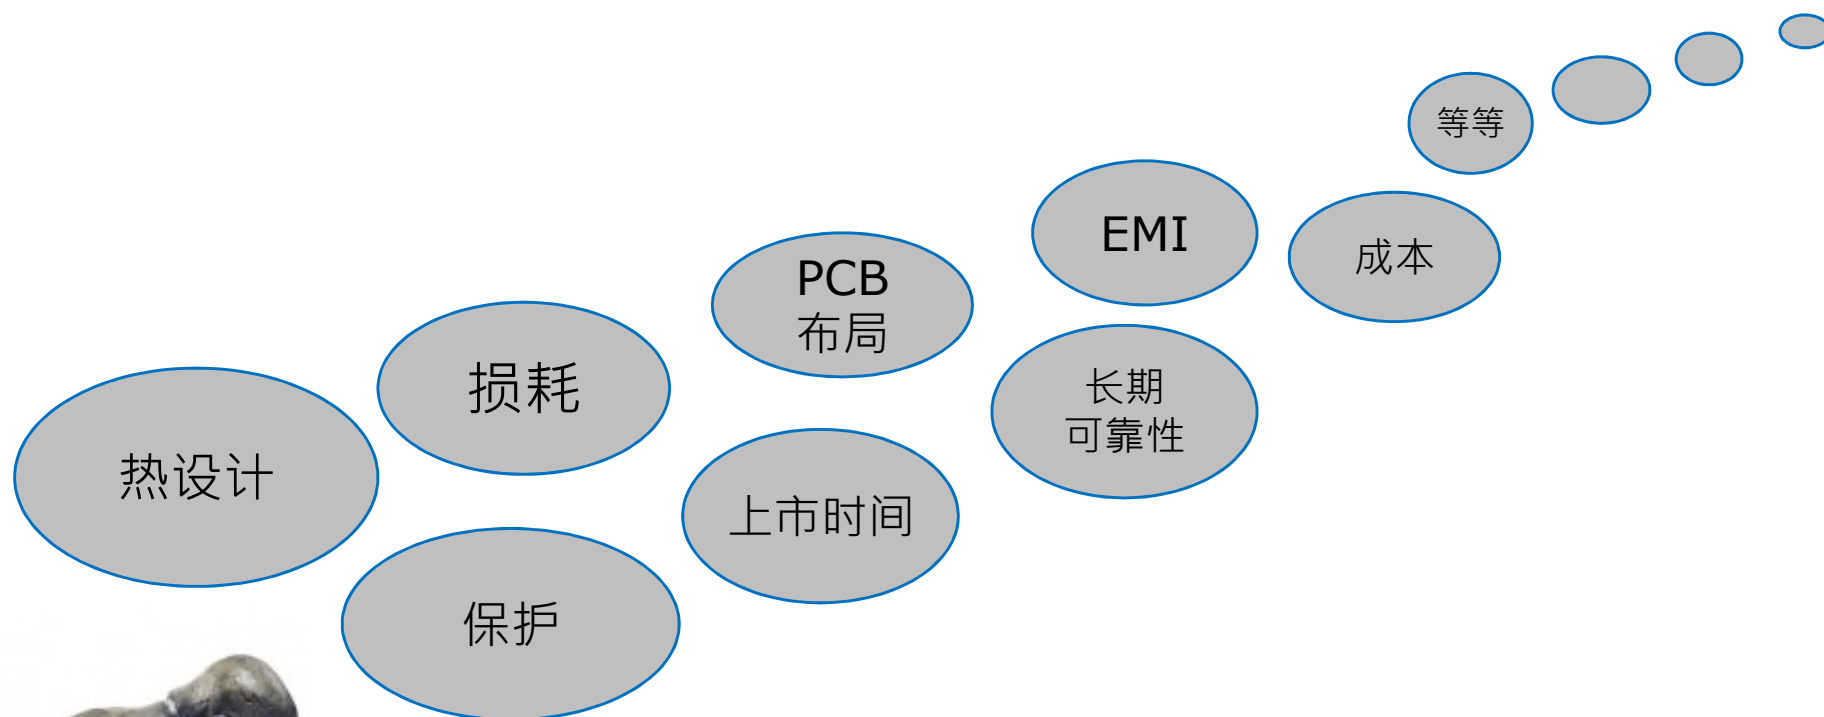 等等
EMI
成本
PCB
布局
损耗
长期
可靠性
热设计
上市时间
保护